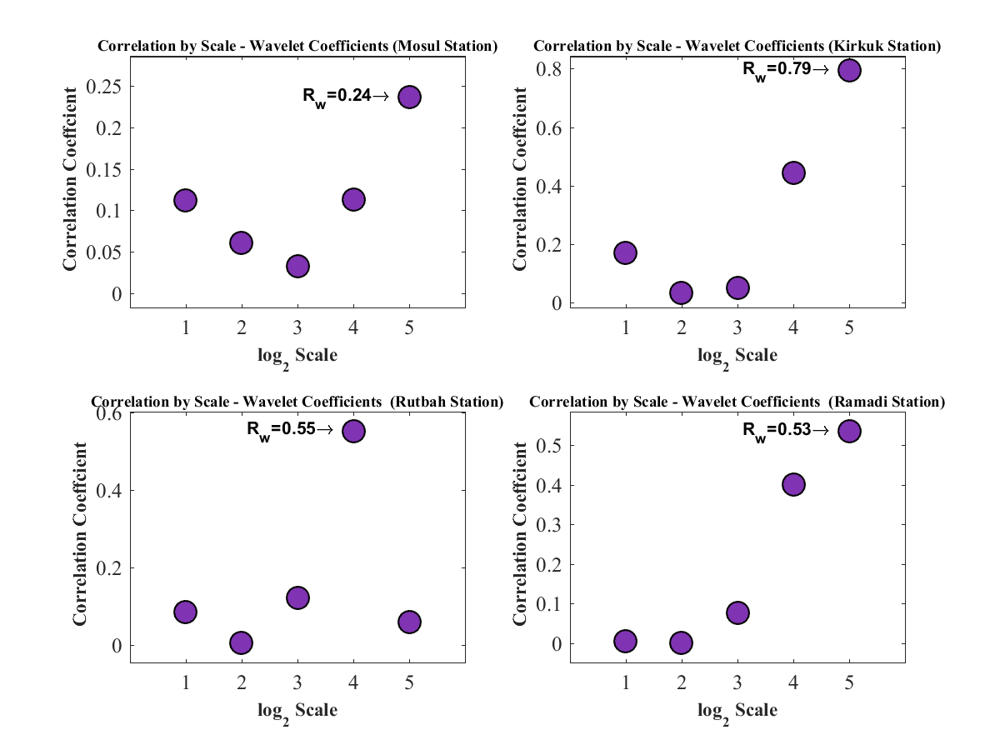 Correlation by Scale - Wavelet Coefficients (Mosul Station)
Correlation Coeffcient
0.25
0.2
0.15
0.1
0.05
0
R_w=0.24→
1 2 3 4 5
log_2 Scale
Correlation by Scale - Wavelet Coefficients (Kirkuk Station)
Correlation Coeffcient
0.8
0.6
0.4
0.2
0
R_w=0.79→
1 2 3 4 5
log_2 Scale
Correlation by Scale - Wavelet Coefficients (Rutbah Station)
Correlation Coeffcient
0.6
0.4
0.2
0
R_w=0.55→
1 2 3 4 5
log_2 Scale
Correlation by Scale - Wavelet Coefficients (Ramadi Station)
Correlation Coeffcient
0.5
0.4
0.3
0.2
0.1
0
R_w=0.53→
1 2 3 4 5
log_2 Scale